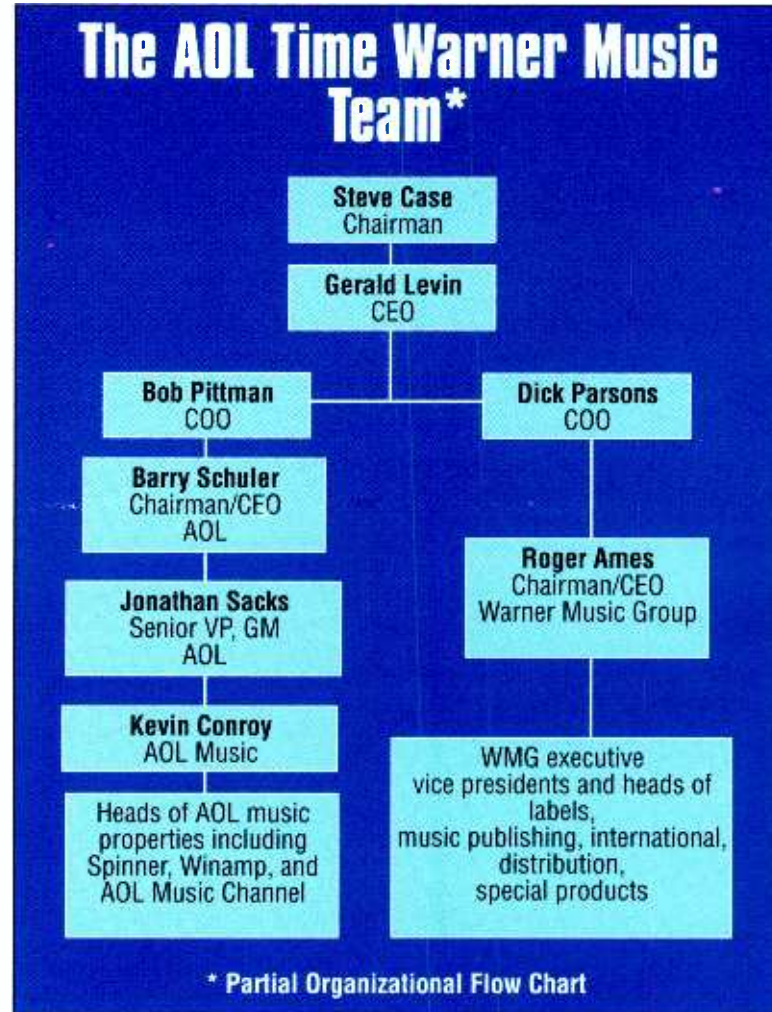 The AOL Time Warner Music
Team*
Steve Case
Chairman
Gerald Levin
CEO
Bob Pittman
COO
Dick Parsons
COO
Barry Schuler
Chairman/CEO
AOL
Roger Ames
Chairman/CEO
Warner Music Group
Jonathan Sacks
Senior VP, GM
AOL
Kevin Conroy
AOL Music
WMG executive
vice presidents and heads of
labels,
music publishing, international,
distribution,
special products
Heads of AOL music
properties including
Spinner, Winamp, and
AOL Music Channel
* Partial Organizational Flow Chart